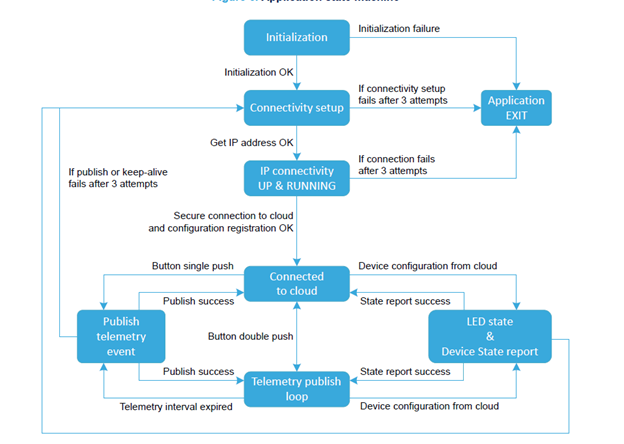 Initialization
Initialization failure
Initialization OK
Connectivity setup
If connectivity setup
fails after 3 attempts
Application
EXIT
Get IP address OK
IP connectivity
UP & RUNNING
If connection fails
after 3 attempts
If publish or keep-alive
fails after 3 attempts
Secure connection to cloud
and configuration registration OK
Button single push
Connected
to cloud
Device configuration from cloud
Publish success
State report success
Publish
telemetry
event
Button double push
LED state
&
Device State report
Publish success
State report success
Telemetry publish
loop
Telemetry interval expired
Device configuration from cloud